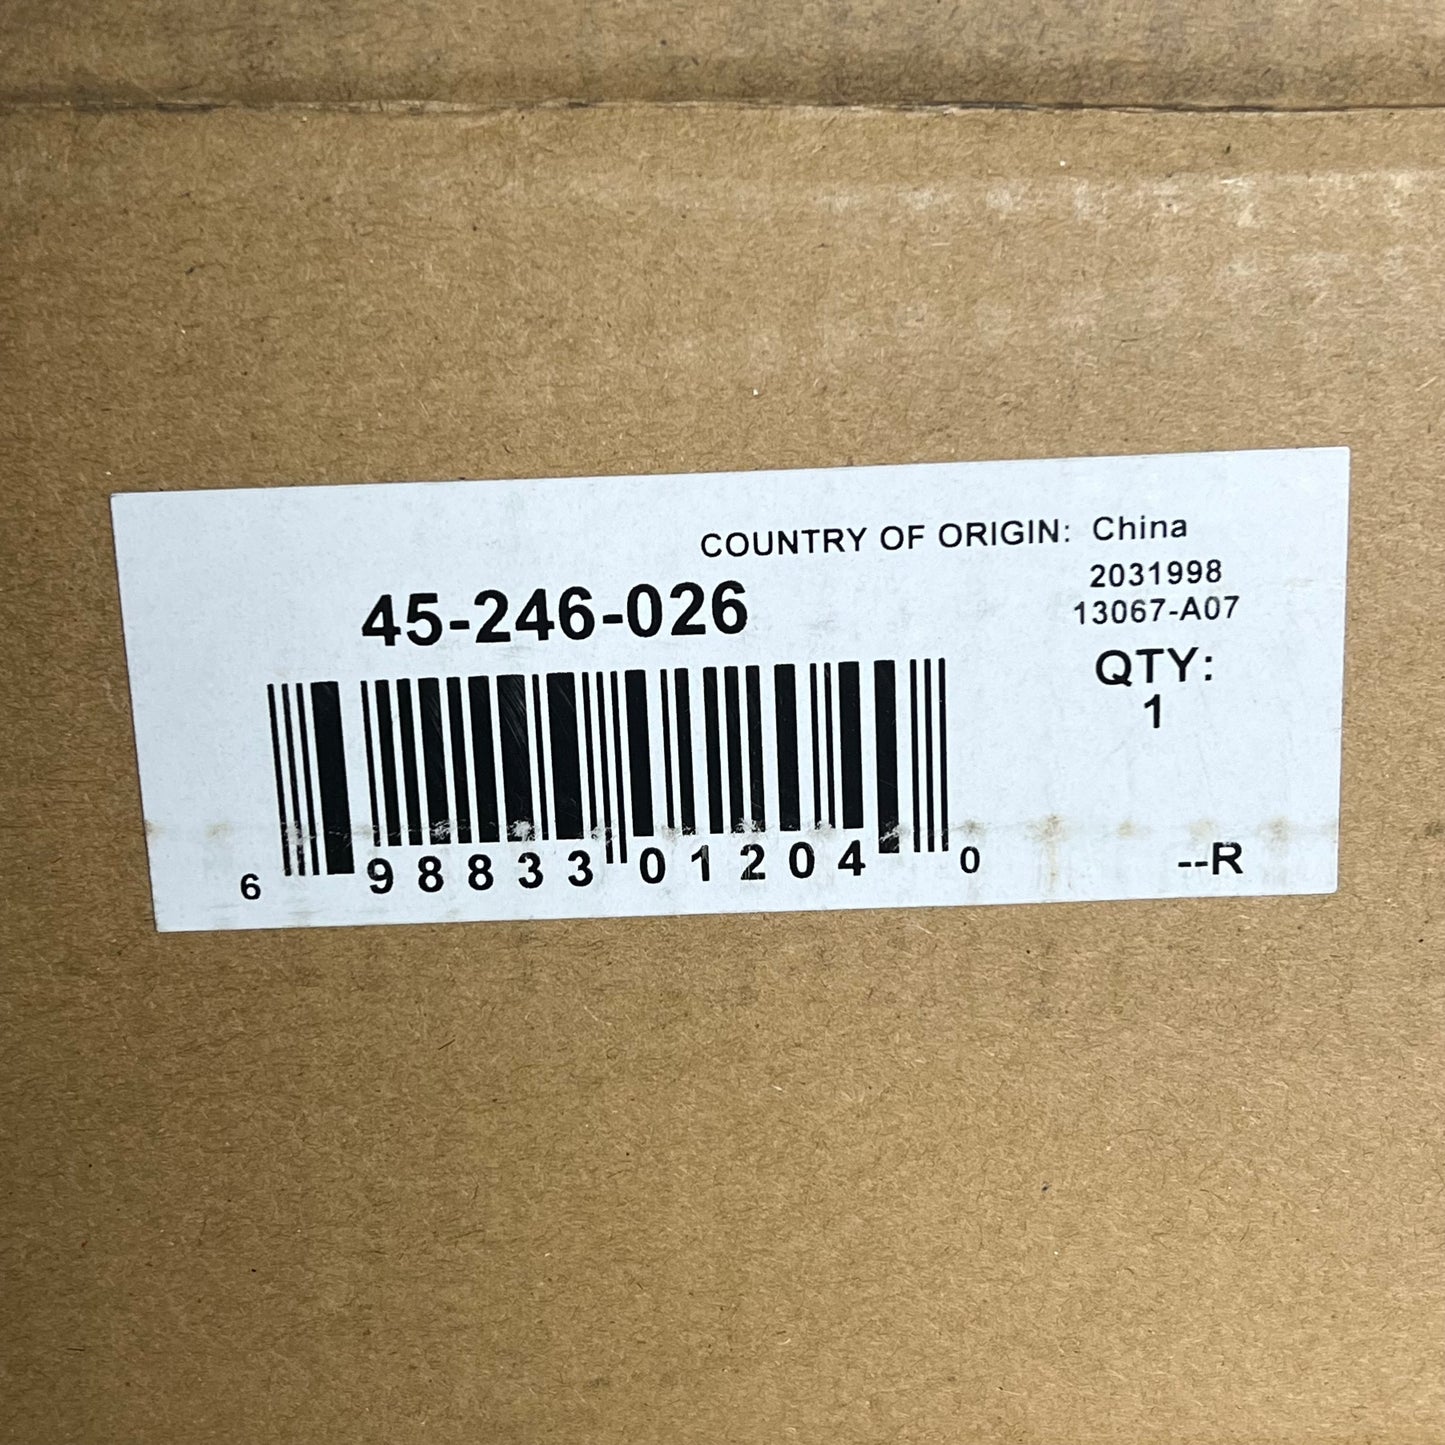 COUNTRY OF ORIGIN: China
2031998
45-246-026
13067-A07
QTY:
1
6 98833 01204 0
--R